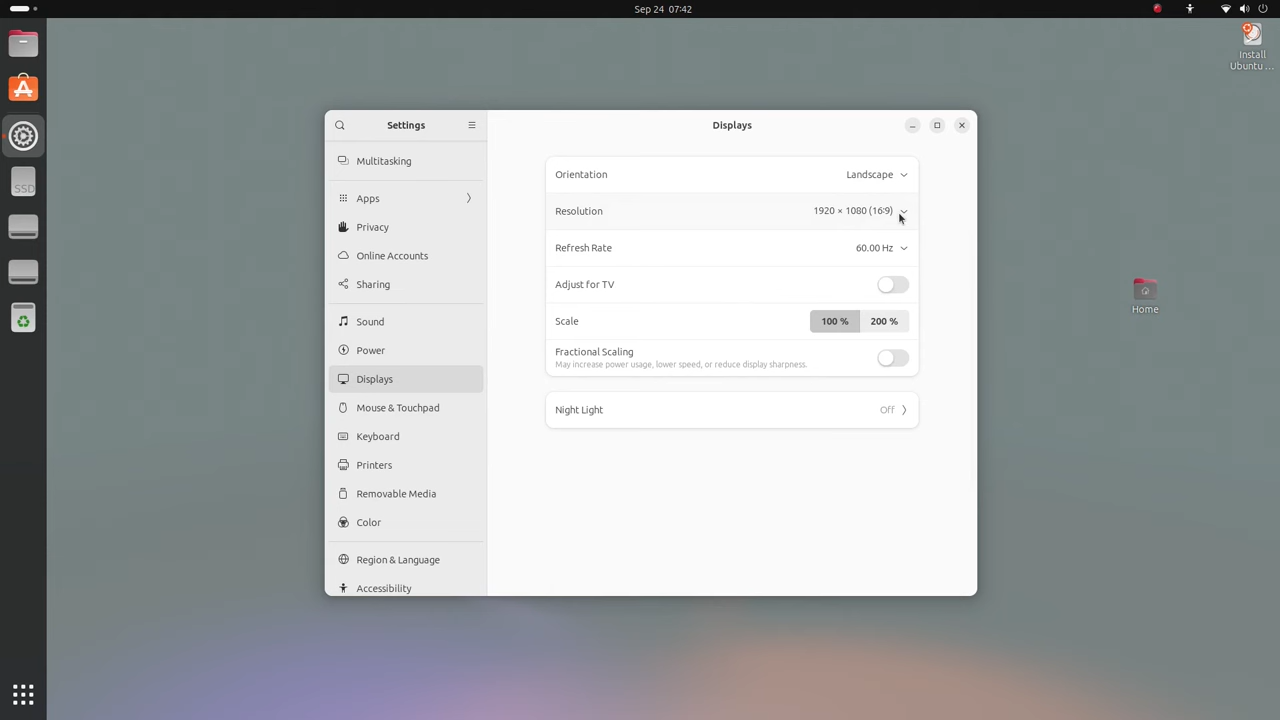 Sep 24 07:42
Install
Ubuntu ...
Settings
Displays
Multitasking
Apps
Privacy
Online Accounts
Sharing
Sound
Power
Displays
Mouse & Touchpad
Keyboard
Printers
Removable Media
Color
Region & Language
Accessibility
Orientation Landscape
Resolution 1920 × 1080 (16:9)
Refresh Rate 60.00 Hz
Adjust for TV
Scale 100 % 200 %
Fractional Scaling
May increase power usage, lower speed, or reduce display sharpness.
Night Light Off
SSD
Home